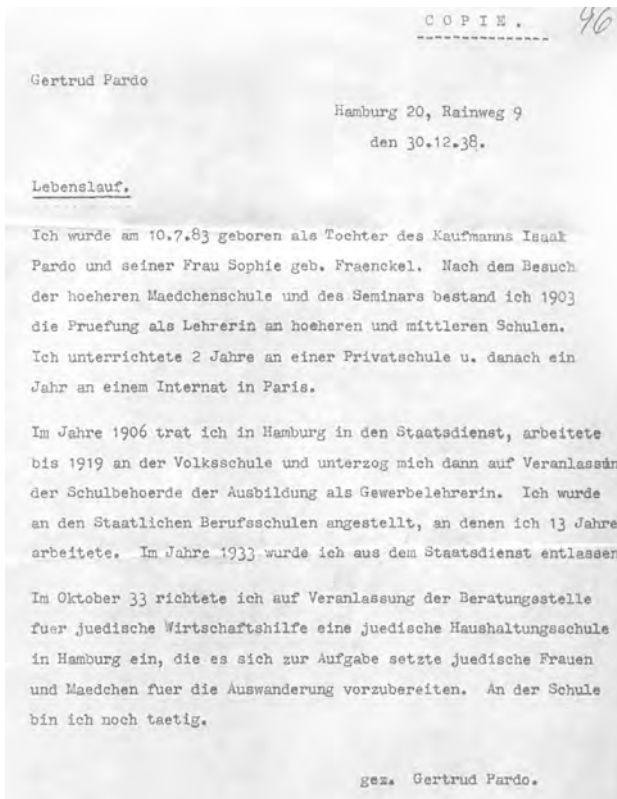 COPIE.
96
Gertrud Pardo
Hamburg 20, Rainweg 9
den 30.12.38.
Lebenslauf.
Ich wurde am 10.7.83 geboren als Tochter des Kaufmanns Isaak
Pardo und seiner Frau Sophie geb. Fraenckel. Nach dem Besuch
der hoeheren Maedchenschule und des Seminars bestand ich 1903
die Pruefung als Lehrerin an hoeheren und mittleren Schulen.
Ich unterrichtete 2 Jahre an einer Privatschule u. danach ein
Jahr an einem Internat in Paris.
Im Jahre 1906 trat ich in Hamburg in den Staatsdienst, arbeitete
bis 1919 an der Volksschule und unterzog mich dann auf Veranlassun
der Schulbehoerde der Ausbildung als Gewerbelehrerin. Ich wurde
an den Staatlichen Berufsschulen angestellt, an denen ich 13 Jahre
arbeitete. Im Jahre 1933 wurde ich aus dem Staatsdienst entlassen
Im Oktober 33 richtete ich auf Veranlassung der Beratungsstelle
fuer juedische Wirtschaftshilfe eine juedische Haushaltungsschule
in Hamburg ein, die es sich zur Aufgabe setzte juedische Frauen
und Maedchen fuer die Auswanderung vorzubereiten. An der Schule
bin ich noch taetig.
gez. Gertrud Pardo.